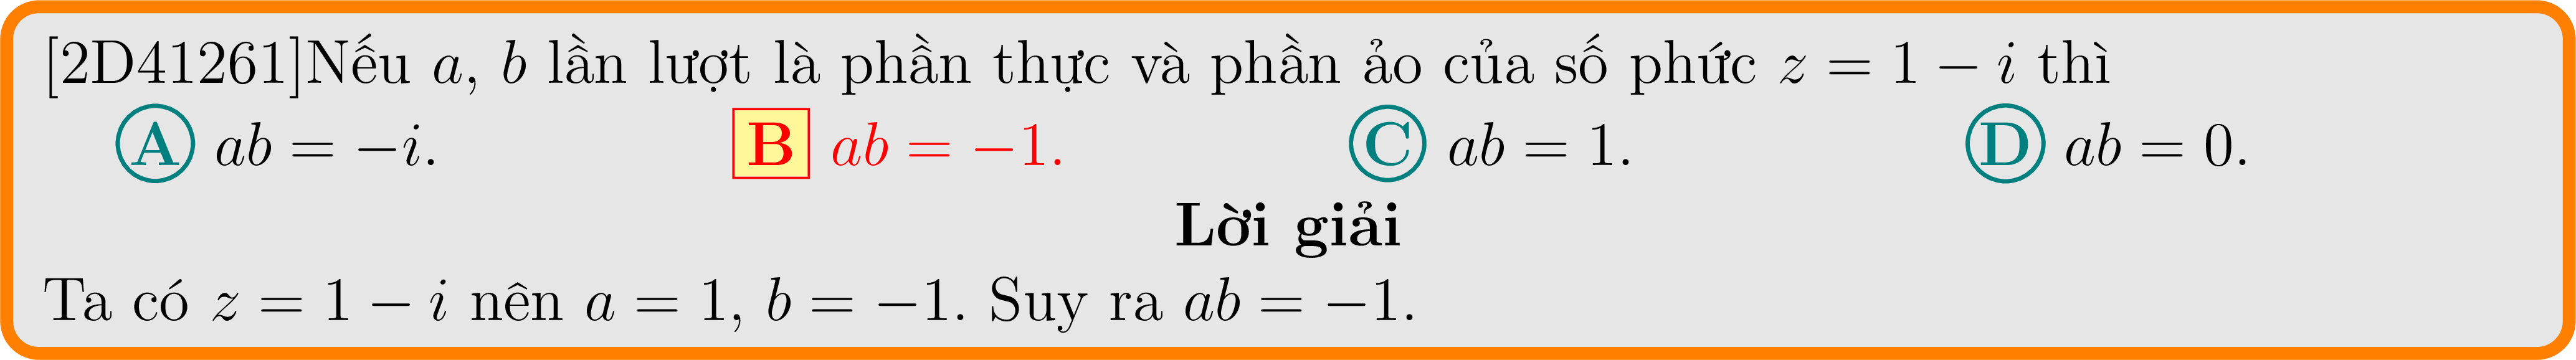 [2D41261]Nếu a, b lần lượt là phần thực và phần ảo của số phức z = 1 − i thì
A ab = −i. B ab = −1. C ab = 1. D ab = 0.
Lời giải
Ta có z = 1 − i nên a = 1, b = −1. Suy ra ab = −1.